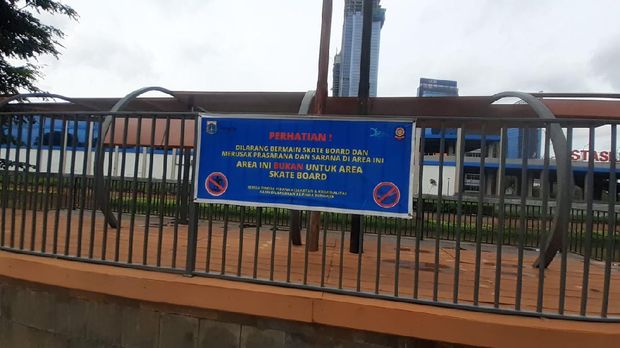 PERHATIAN !
DILARANG BERMAIN SKATE BOARD DAN
MERUSAK PRASARANA DAN SARANA DI AREA INI
AREA INI BUKAN UNTUK AREA
SKATE BOARD
STAS